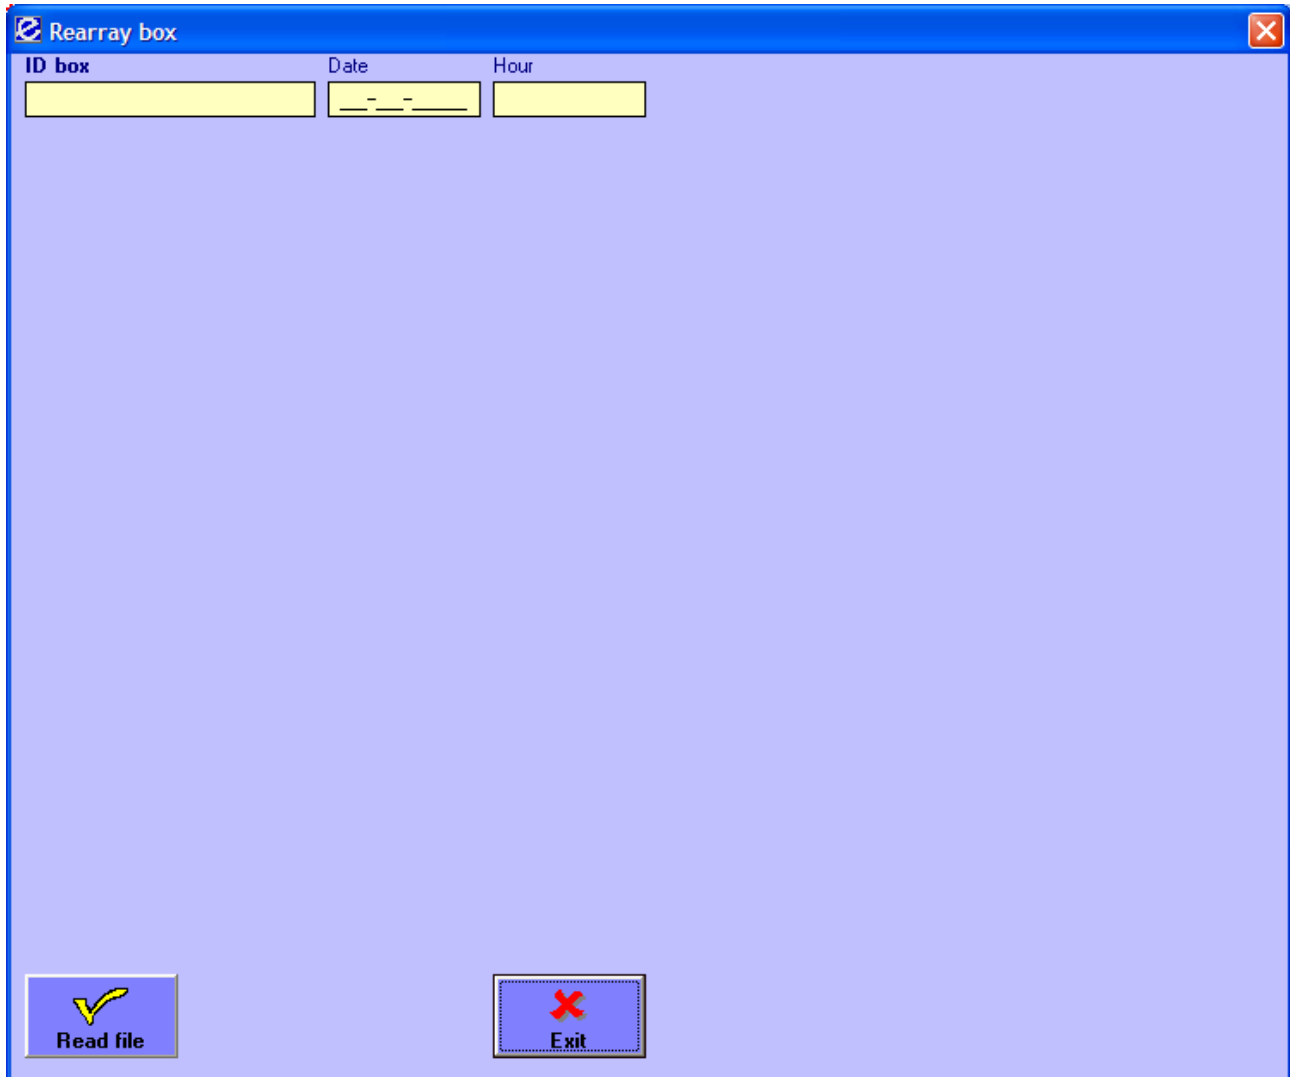 Rearray box
ID box Date Hour
__-__-____
Read file Exit